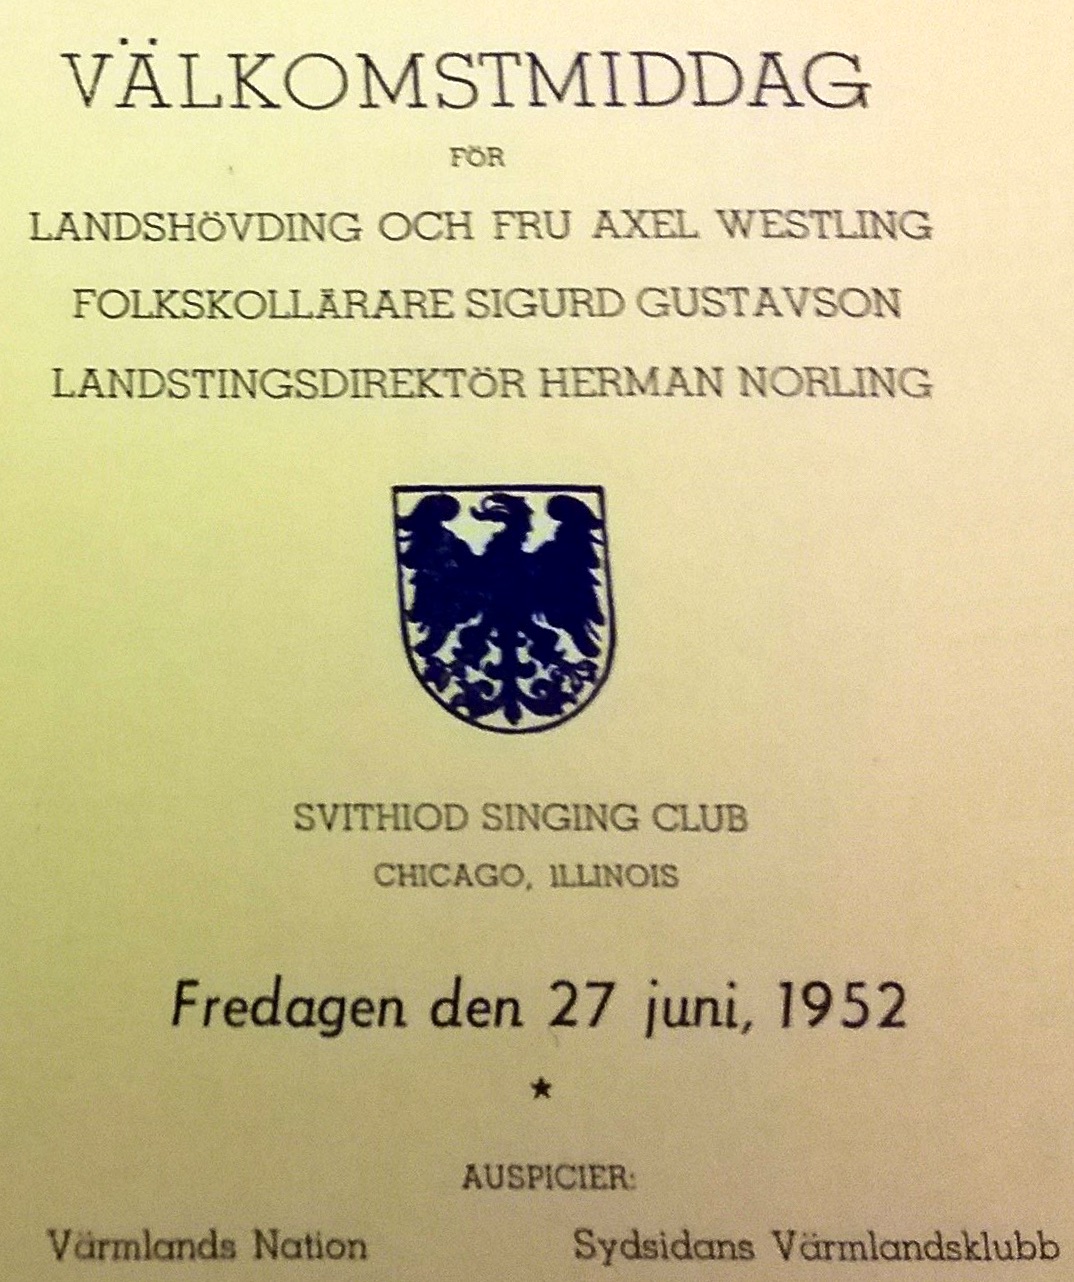 VÄLKOMSTMIDDAG
FÖR
LANDSHÖVDING OCH FRU AXEL WESTLING
FOLKSKOLLÄRARE SIGURD GUSTAVSON
LANDSTINGSDIREKTÖR HERMAN NORLING
SVITHIOD SINGING CLUB
CHICAGO, ILLINOIS
Fredagen den 27 juni, 1952
★
AUSPICIER:
Värmlands Nation Sydsidans Värmlandsklubb